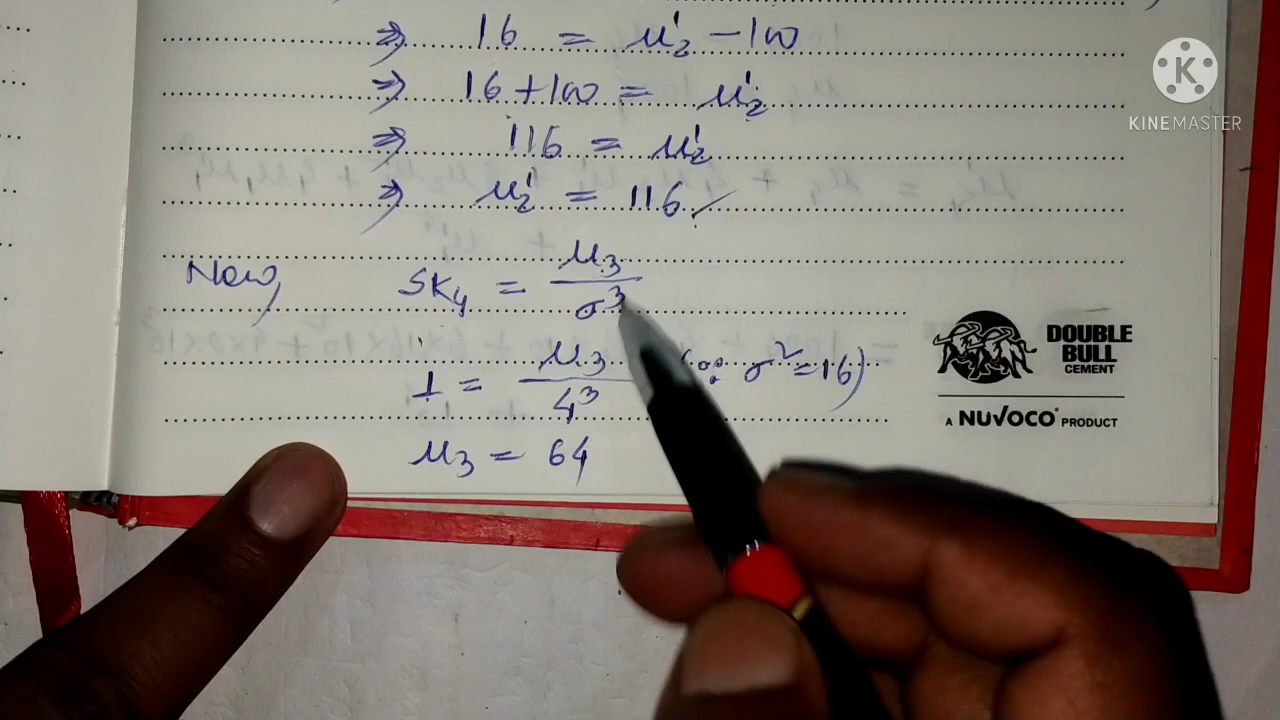 ⇒ 16 = μ₂' - 100
⇒ 16 + 100 = μ₂'
⇒ 116 = μ₂'
⇒ μ₂' = 116
Now, SK₄ = μ₃/σ³
1 = μ₃/4³ ∵ σ² = 16)
μ₃ = 64
K
KINEMASTER
DOUBLE
BULL
CEMENT
A NUVOCO PRODUCT